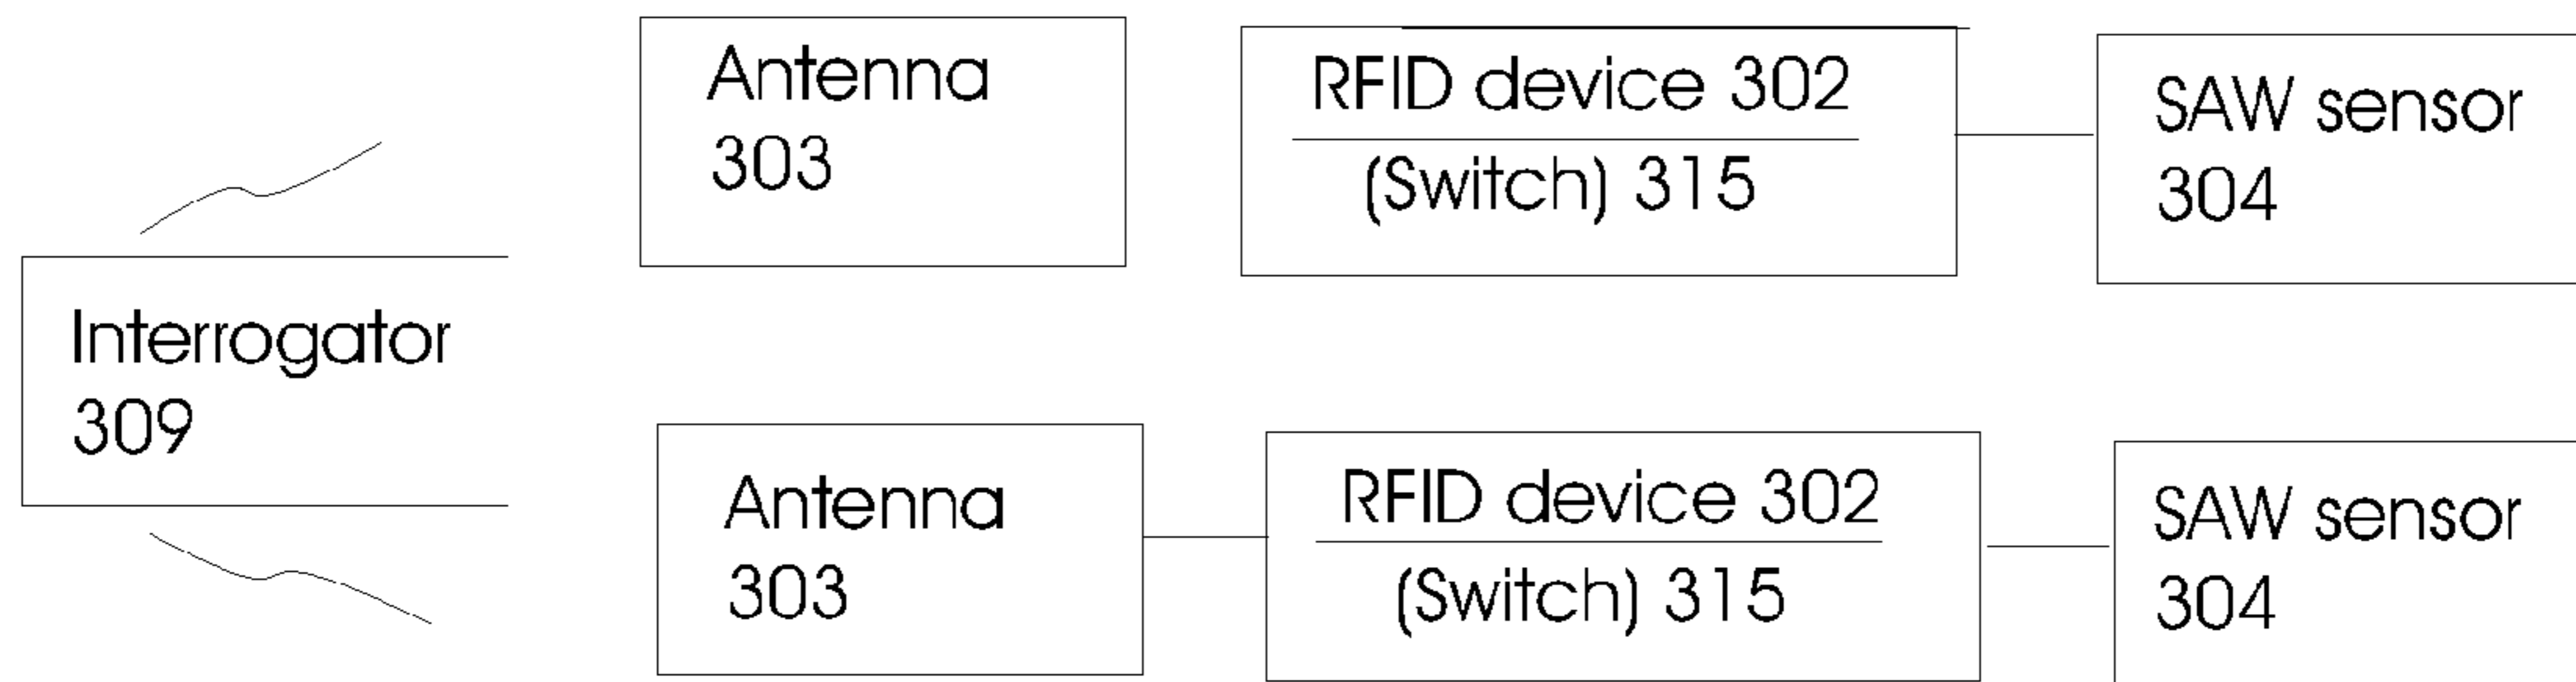 Antenna
303
RFID device 302
(Switch) 315
SAW sensor
304
Interrogator
309
Antenna
303
RFID device 302
(Switch) 315
SAW sensor
304